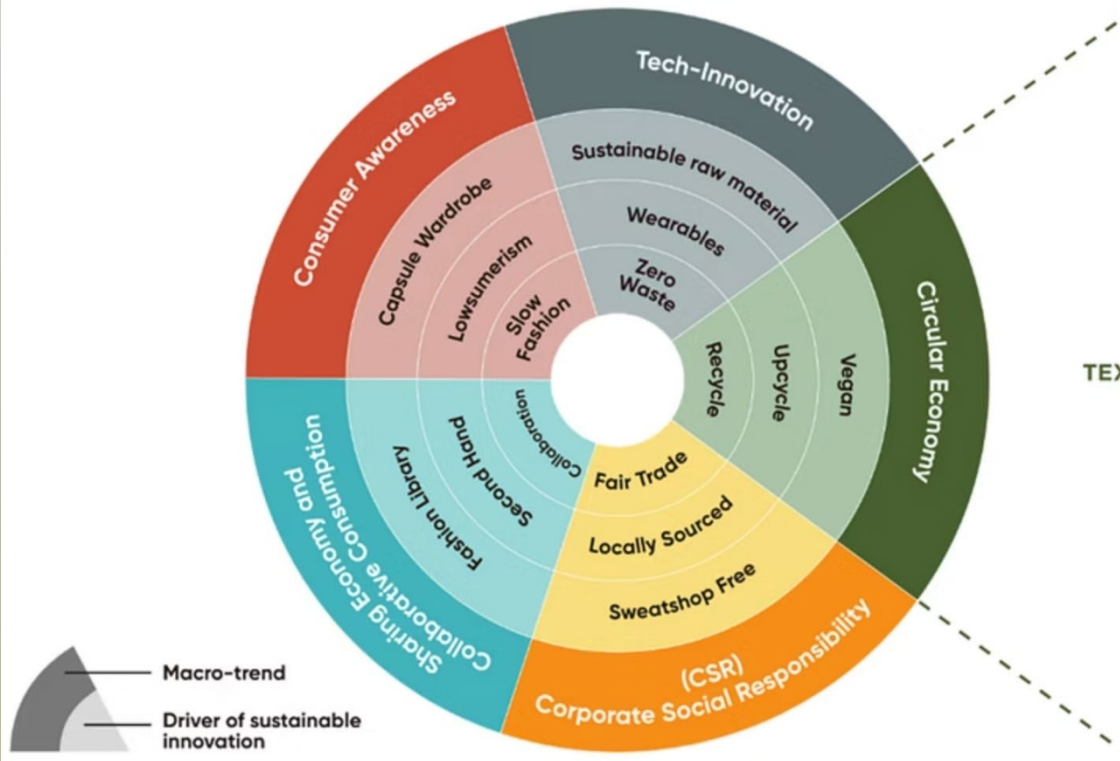 Tech-Innovation
Sustainable raw material
Wearables
Zero
Waste
Circular Economy
Vegan
Upcycle
Recycle
(CSR)
Corporate Social Responsibility
Sweatshop Free
Locally Sourced
Fair Trade
Sharing Economy and
Collaborative Consumption
Fashion Library
Second Hand
Collaboration
Consumer Awareness
Capsule Wardrobe
Lowsumerism
Slow
Fashion
Macro-trend
Driver of sustainable
innovation